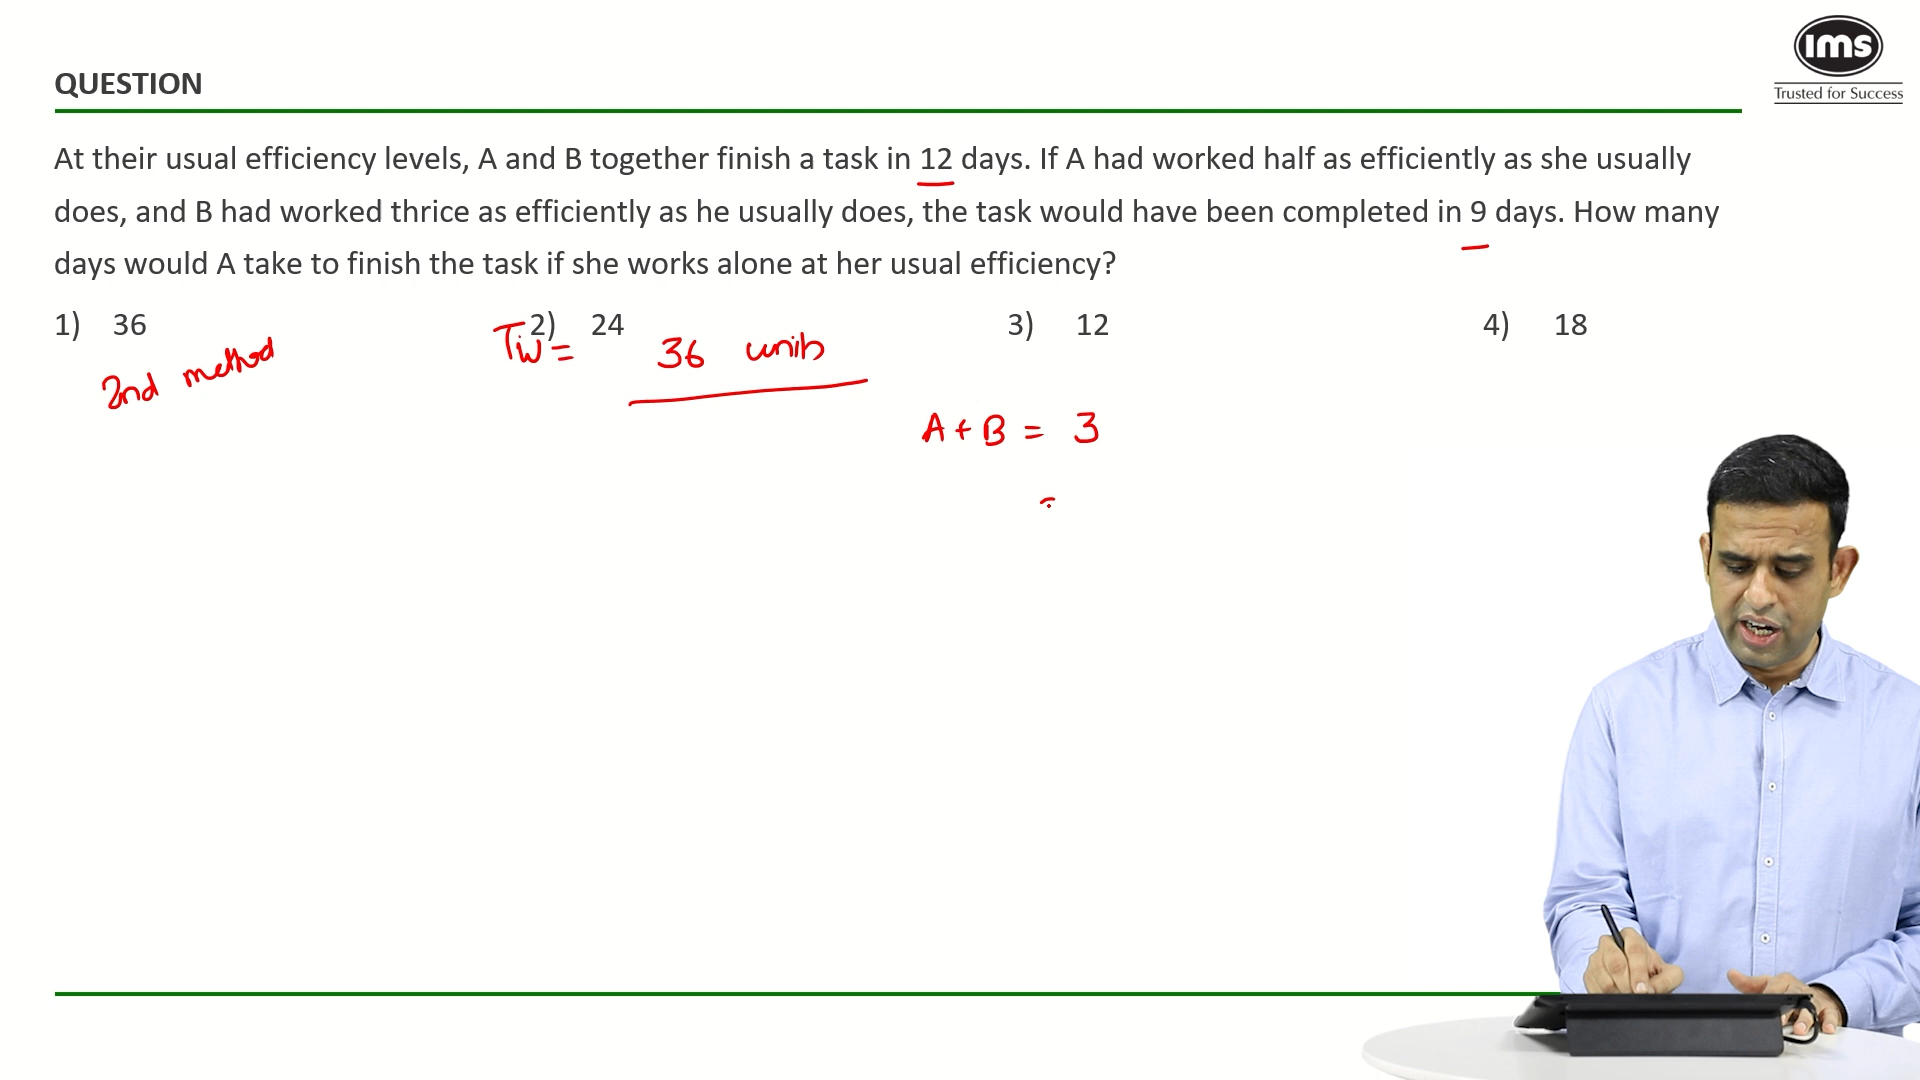 ims
Trusted for Success
QUESTION
At their usual efficiency levels, A and B together finish a task in 12 days. If A had worked half as efficiently as she usually
does, and B had worked thrice as efficiently as he usually does, the task would have been completed in 9 days. How many
days would A take to finish the task if she works alone at her usual efficiency?
1) 36 2) 24 3) 12 4) 18
2nd method
TW = 36 units
A + B = 3
=